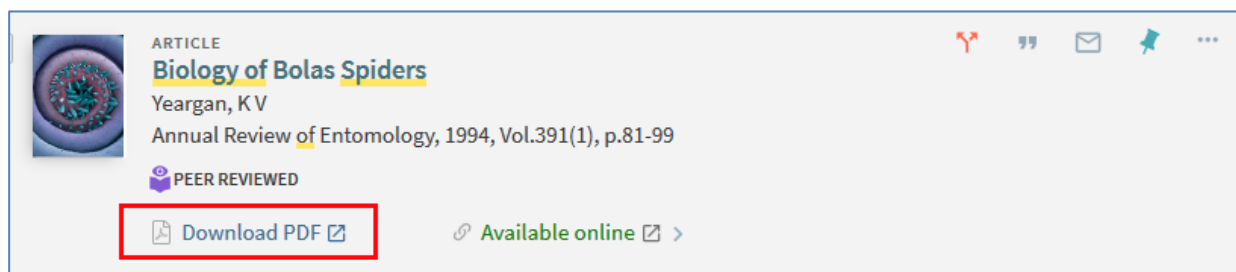 ARTICLE
Biology of Bolas Spiders
Yeargan, K V
Annual Review of Entomology, 1994, Vol.391(1), p.81-99
PEER REVIEWED
Download PDF
Available online